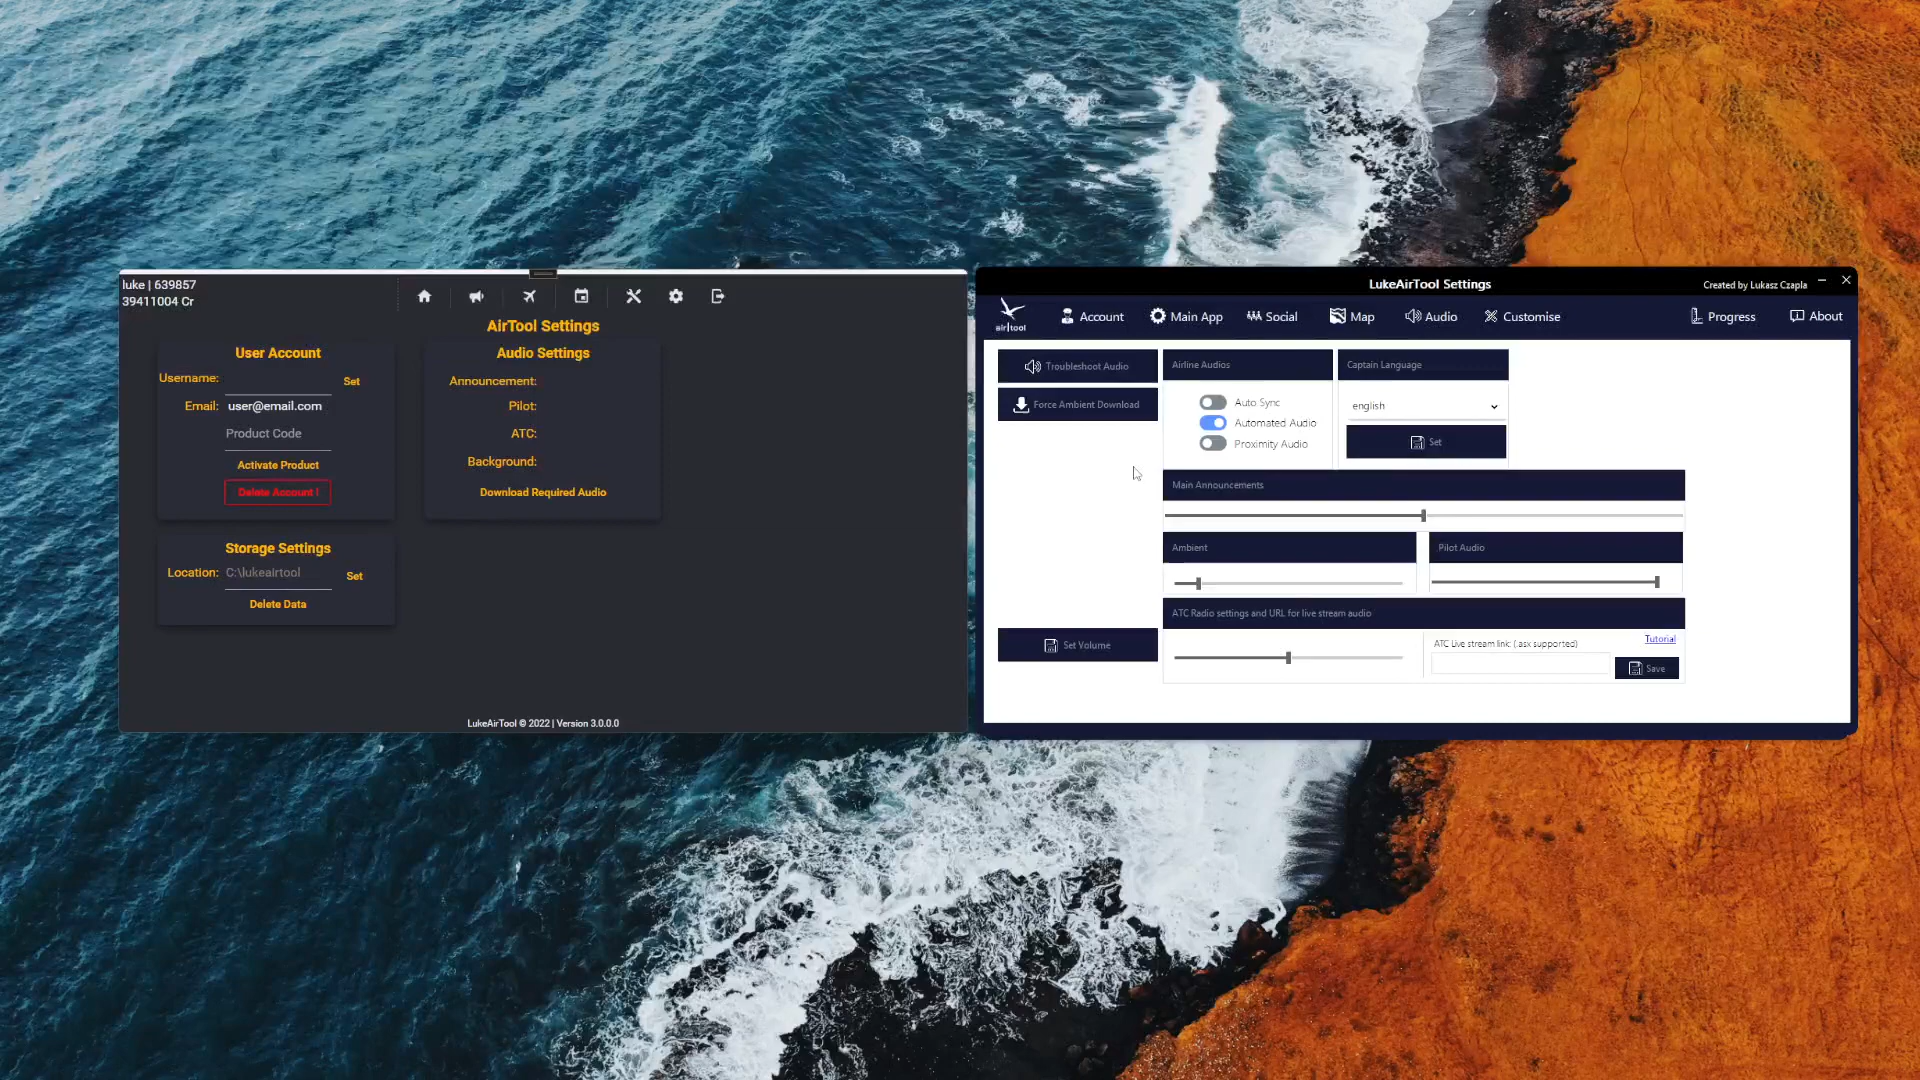 luke | 639857
39411004 Cr
AirTool Settings
User Account
Username:
Set
Email:
user@email.com
Product Code
Activate Product
Delete Account !
Storage Settings
Location:
C:\lukeairtool
Set
Delete Data
Audio Settings
Announcement:
Pilot:
ATC:
Background:
Download Required Audio
LukeAirTool © 2022 | Version 3.0.0.0
LukeAirTool Settings
Created by Lukasz Czapla
airltool
Account
Main App
Social
Map
Audio
Customise
Progress
About
Troubleshoot Audio
Force Ambient Download
Airline Audios
Auto Sync
Automated Audio
Proximity Audio
Captain Language
english
Set
Main Announcements
Ambient
Pilot Audio
ATC Radio settings and URL for live stream audio
Set Volume
ATC Live stream link: (.asx supported)
Tutorial
Save